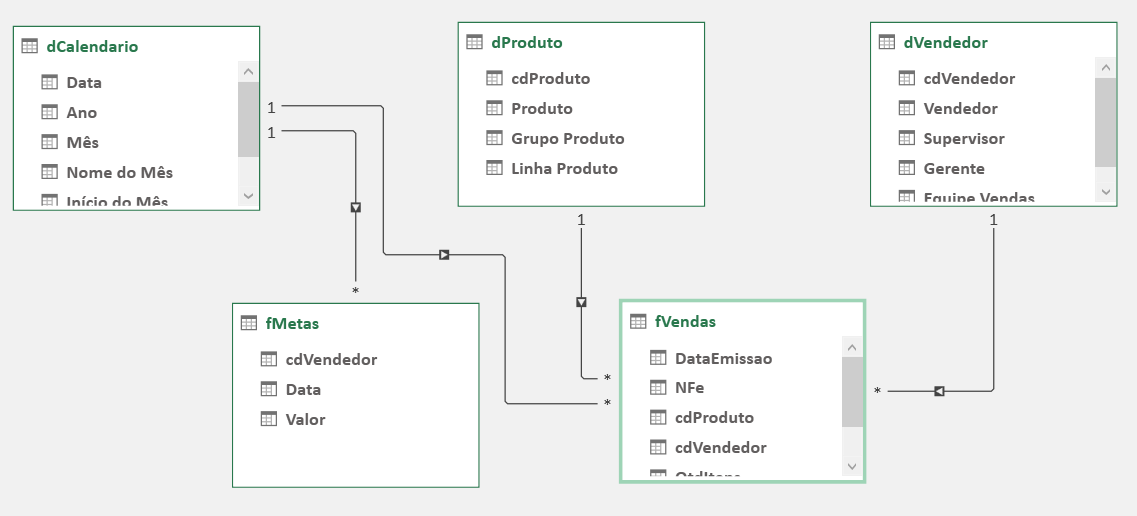 dCalendario
Data
Ano
Mês
Nome do Mês
Início do Mês
dProduto
cdProduto
Produto
Grupo Produto
Linha Produto
dVendedor
cdVendedor
Vendedor
Supervisor
Gerente
Equipe Vendas
1
1
1
1
*
fMetas
cdVendedor
Data
Valor
fVendas
DataEmissao
NFe
cdProduto
cdVendedor
QtdItens
*
*
*